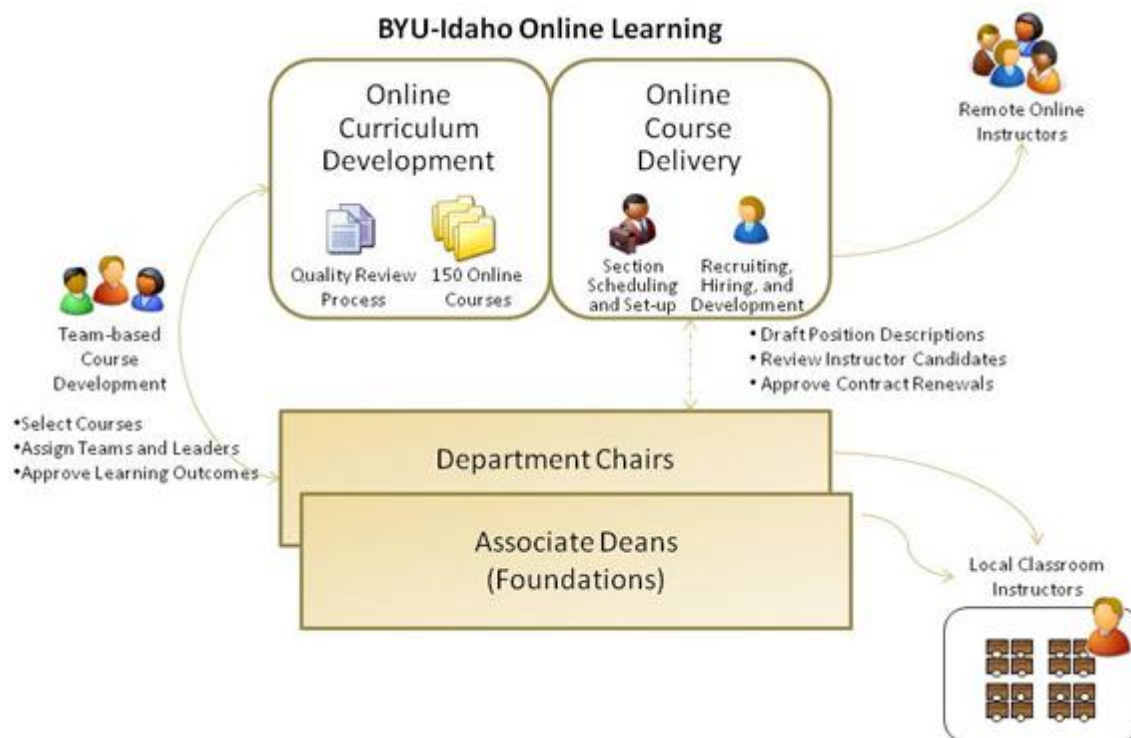 BYU-Idaho Online Learning
Online
Curriculum
Development
Quality Review
Process
150 Online
Courses
Online
Course
Delivery
Section
Scheduling
and Set-up
Recruiting,
Hiring, and
Development
Remote Online
Instructors
Team-based
Course
Development
•Select Courses
•Assign Teams and Leaders
•Approve Learning Outcomes
• Draft Position Descriptions
• Review Instructor Candidates
• Approve Contract Renewals
Department Chairs
Associate Deans
(Foundations)
Local Classroom
Instructors